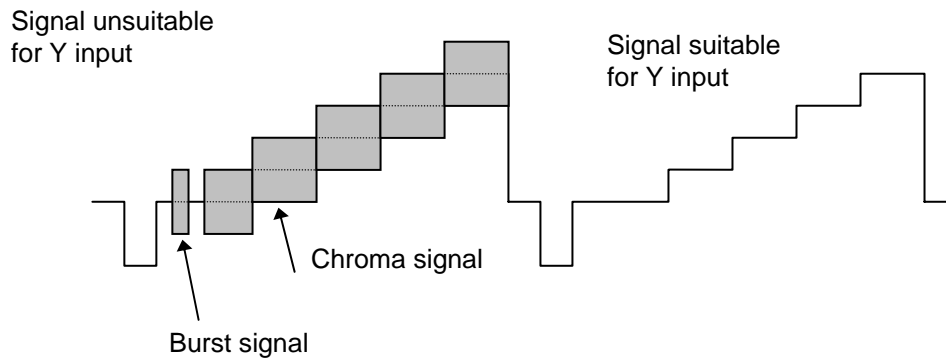 Signal unsuitable
for Y input
Signal suitable
for Y input
Chroma signal
Burst signal